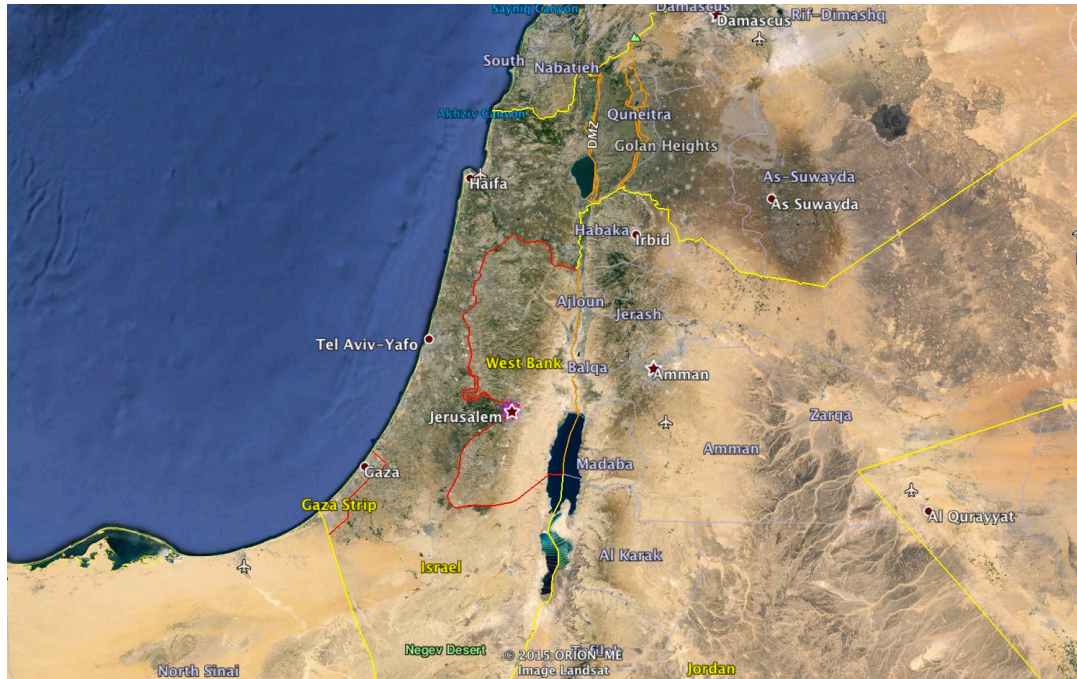 Sayniq Canyon
Damascus
Damascus
Rif-Dimashq
South
Nabatieh
Akhziv Canyon
Quneitra
DMZ
Golan Heights
Haifa
As-Suwayda
As Suwayda
Habaka
Irbid
Ajloun
Jerash
Tel Aviv-Yafo
West Bank
Balqa
Amman
Jerusalem
Zarqa
Amman
Madaba
Gaza
Gaza Strip
Al Qurayyat
Al Karak
Israel
Negev Desert
© 2015 ORION-ME
Image Landsat
North Sinai
Jordan